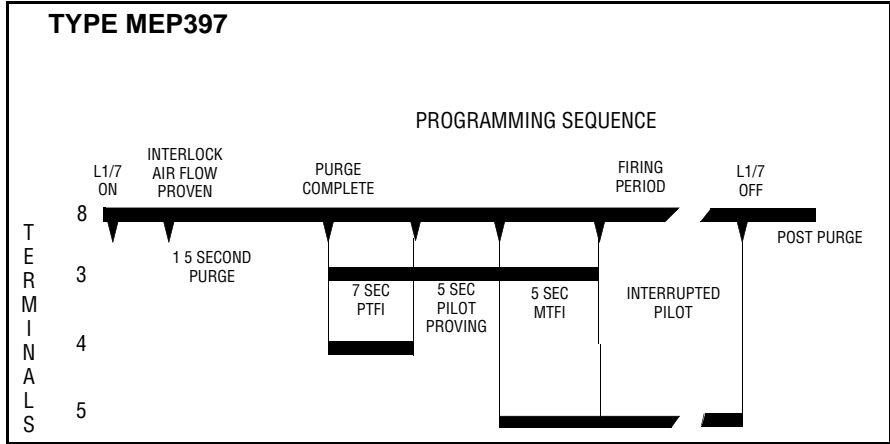 TYPE MEP397
PROGRAMMING SEQUENCE
L1/7
ON
INTERLOCK
AIR FLOW
PROVEN
PURGE
COMPLETE
FIRING
PERIOD
L1/7
OFF
TERMINALS
8
POST PURGE
1 5 SECOND
PURGE
3
7 SEC
PTFI
5 SEC
PILOT
PROVING
5 SEC
MTFI
INTERRUPTED
PILOT
4
5